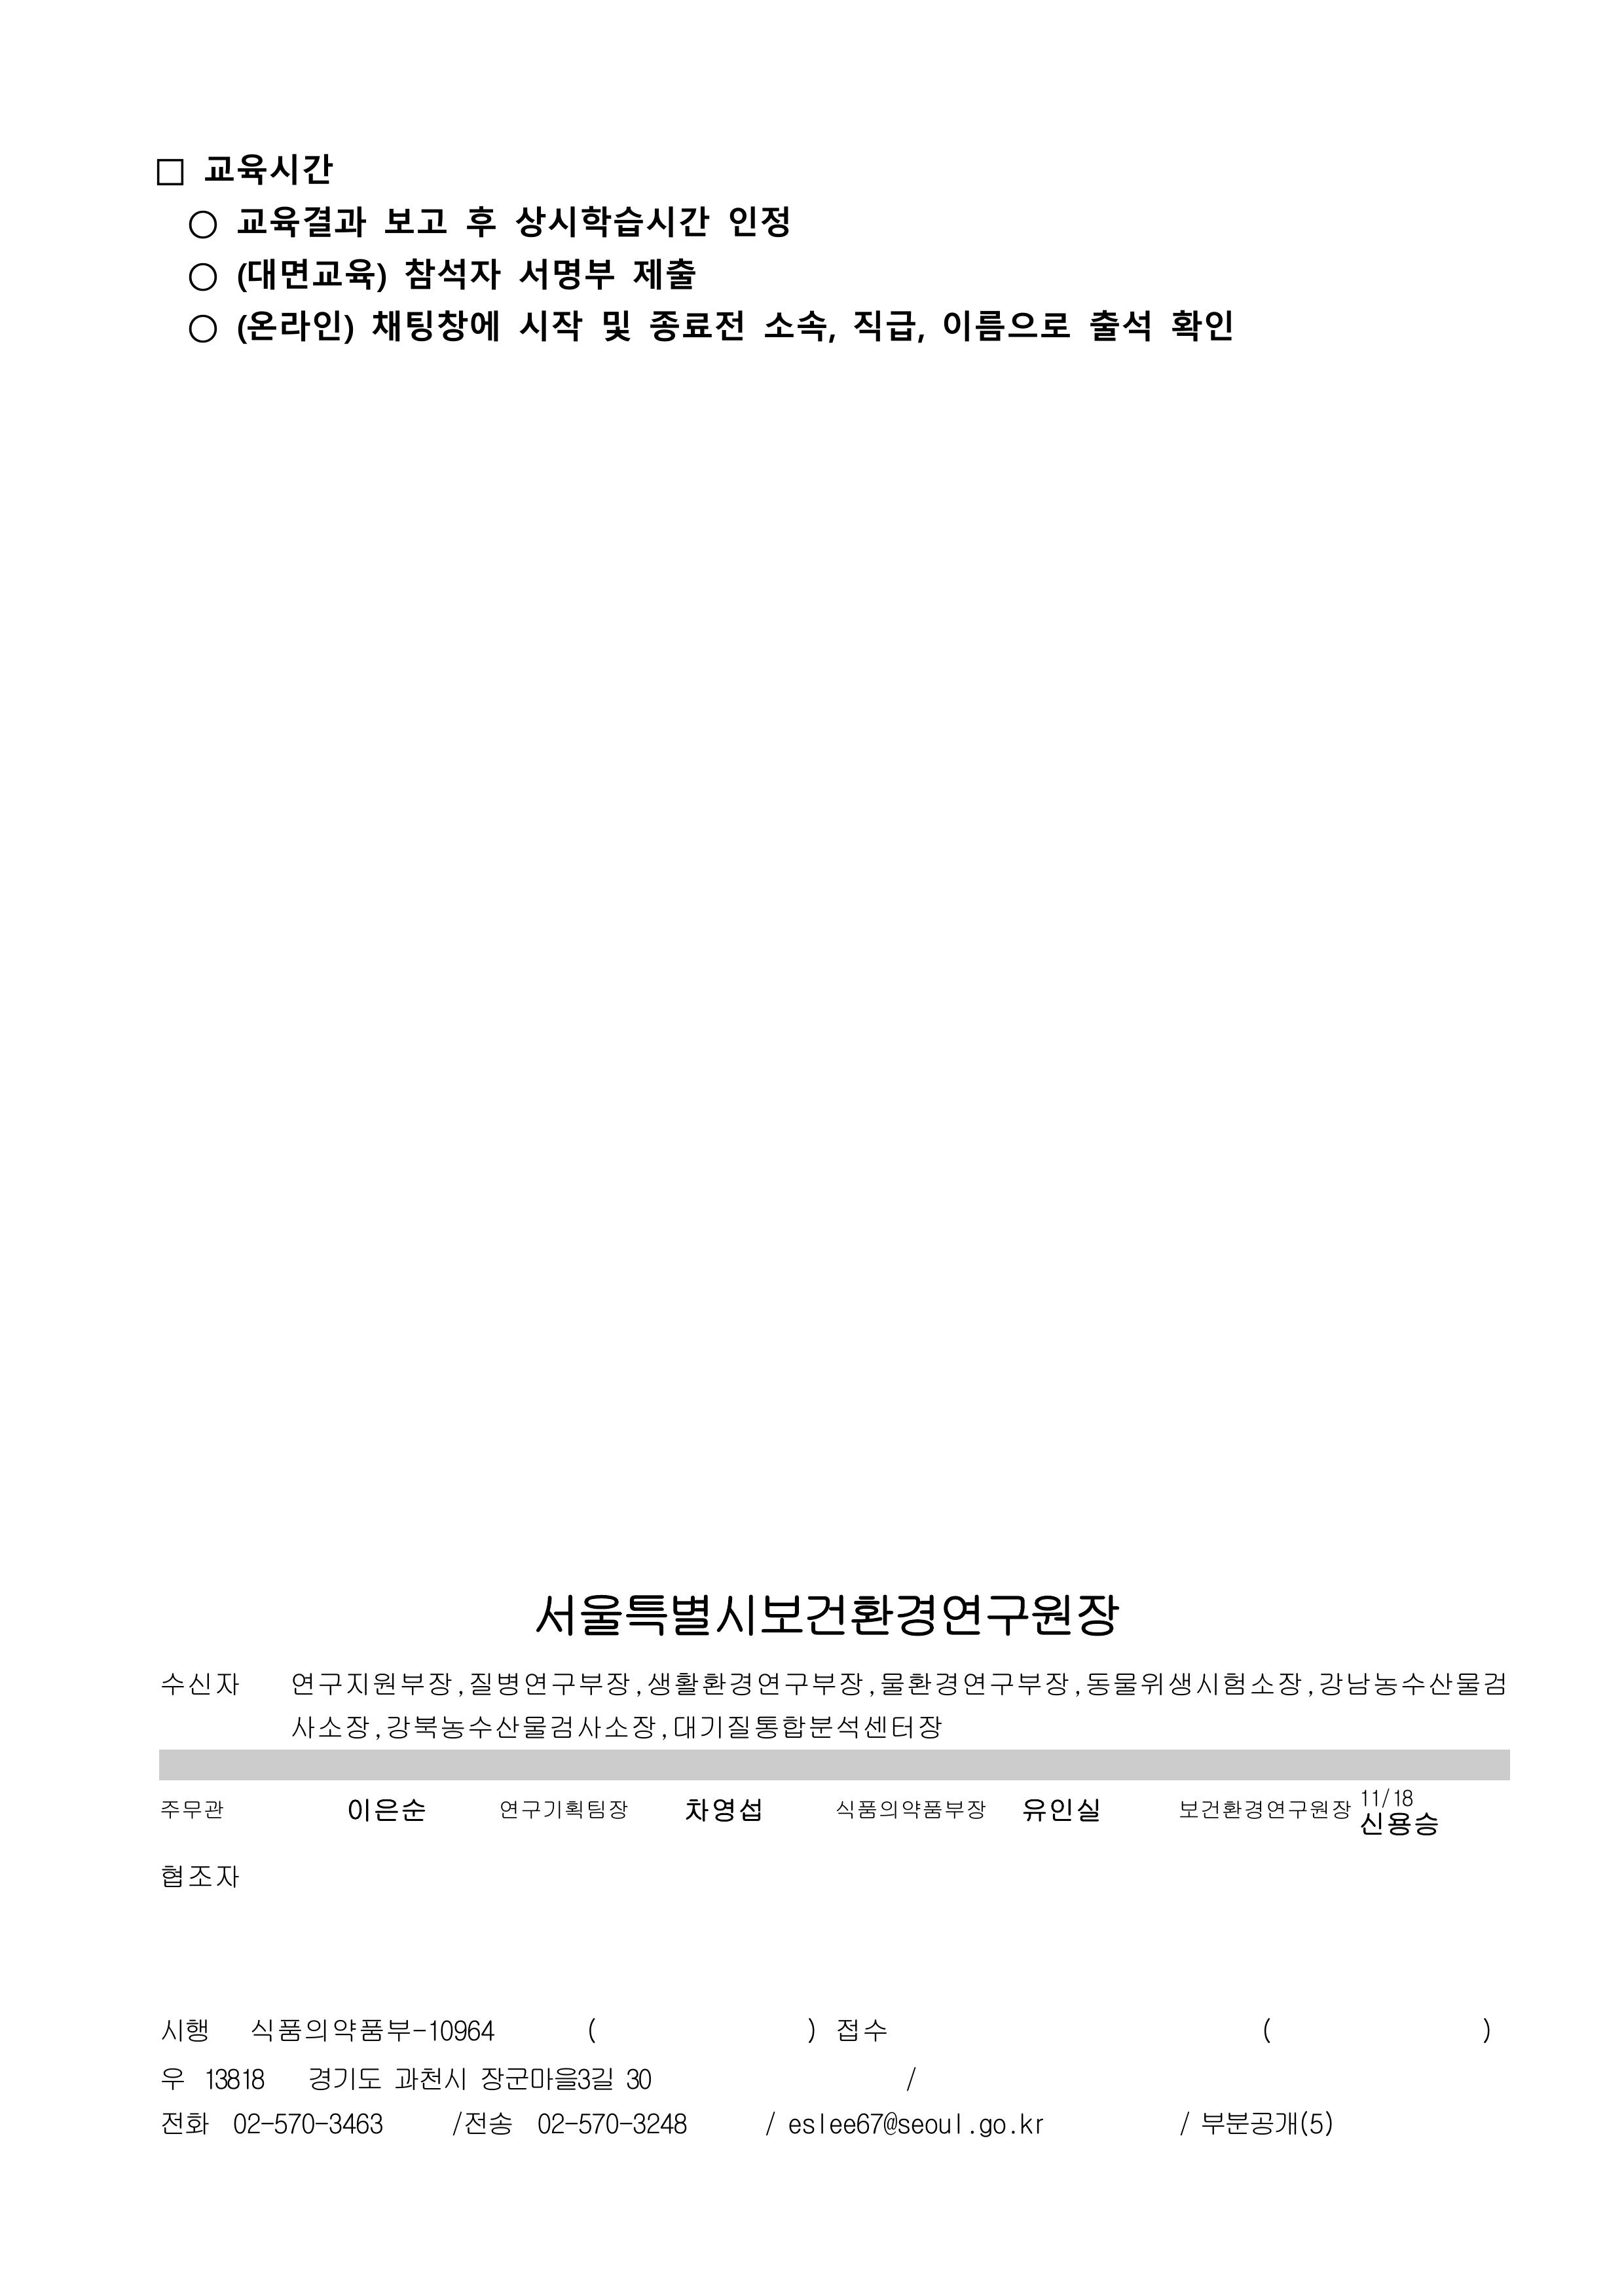 □ 교육시간
○ 교육결과 보고 후 상시학습시간 인정
○ (대면교육) 참석자 서명부 제출
○ (온라인) 채팅창에 시작 및 종료전 소속, 직급, 이름으로 출석 확인
서울특별시보건환경연구원장
수신자 연구지원부장,질병연구부장,생활환경연구부장,물환경연구부장,동물위생시험소장,강남농수산물검
사소장,강북농수산물검사소장,대기질통합분석센터장
주무관 이은순 연구기획팀장 차영섭 식품의약품부장 유인실 보건환경연구원장 11/18 신용승
협조자
시행 식품의약품부-10964 ( ) 접수 ( )
우 13818 경기도 과천시 장군마을3길 30 /
전화 02-570-3463 /전송 02-570-3248 / eslee67@seoul.go.kr / 부분공개(5)